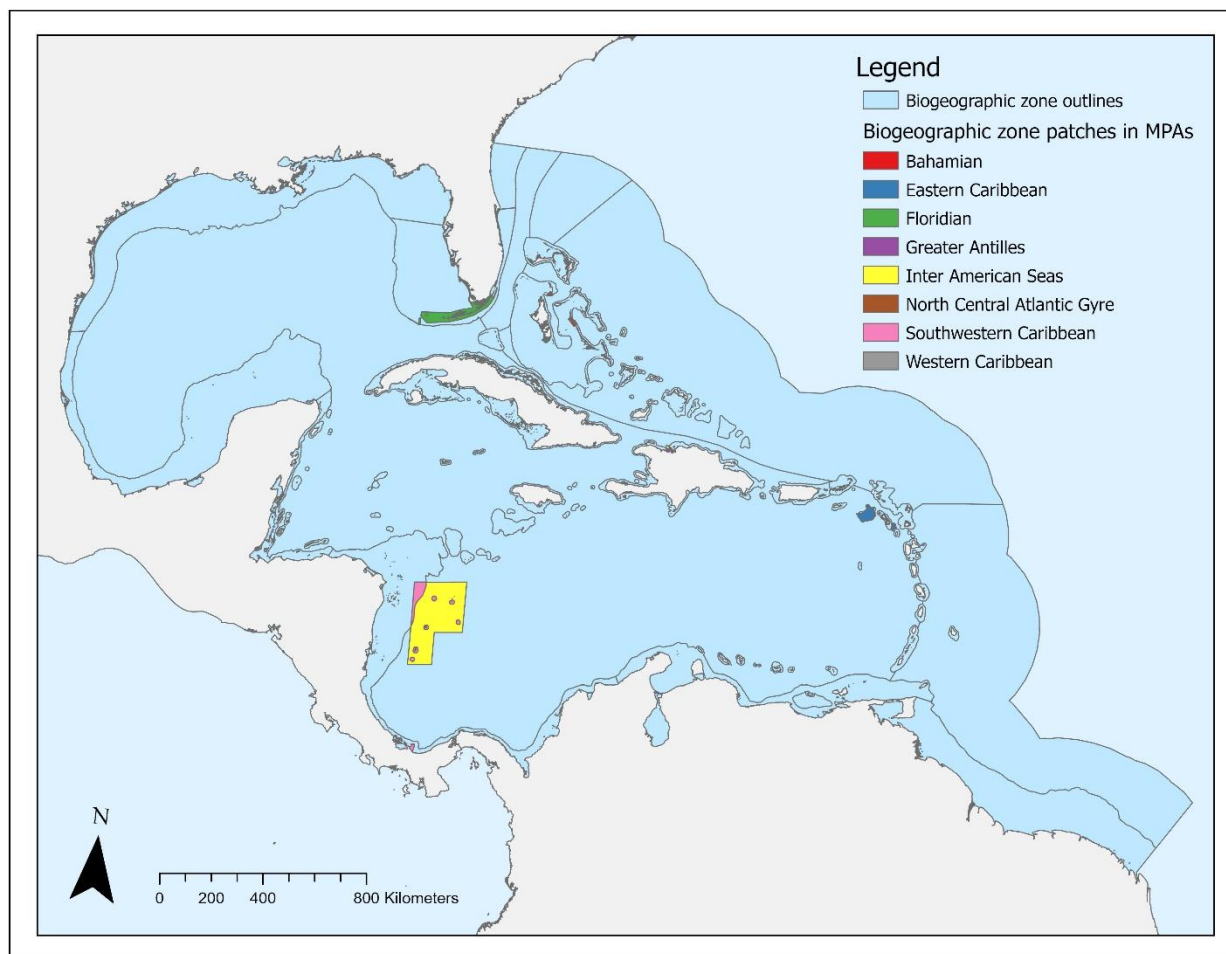 Legend
Biogeographic zone outlines
Biogeographic zone patches in MPAs
Bahamian
Eastern Caribbean
Floridian
Greater Antilles
Inter American Seas
North Central Atlantic Gyre
Southwestern Caribbean
Western Caribbean
N
0 200 400 800 Kilometers